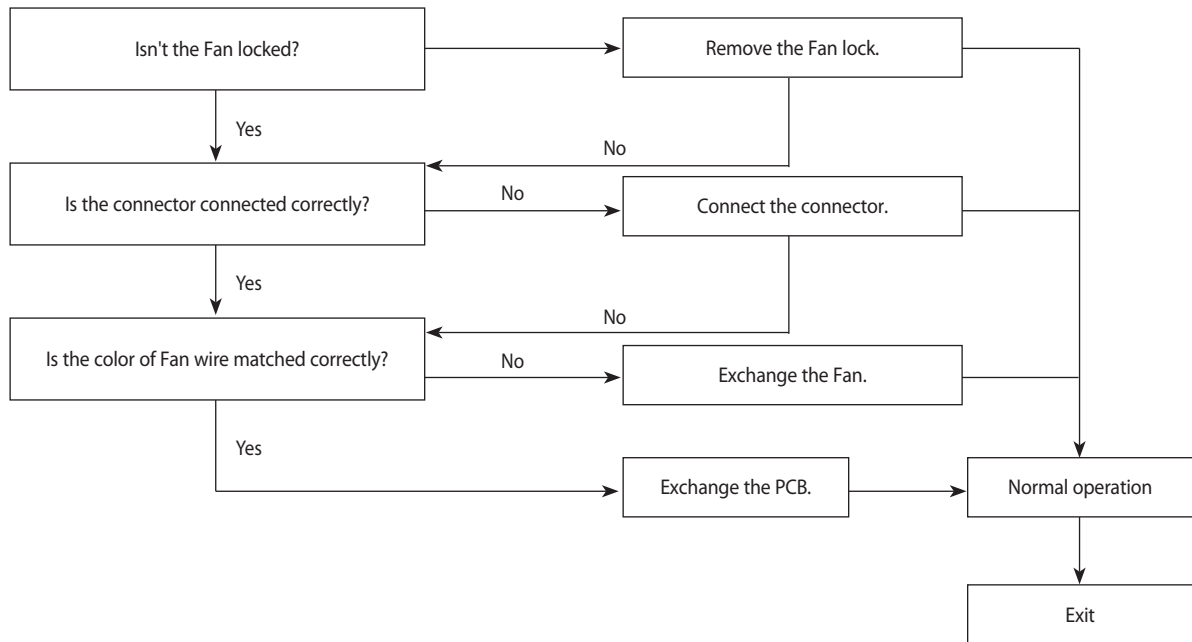 Isn't the Fan locked?
Remove the Fan lock.
Yes
No
Is the connector connected correctly?
No
Connect the connector.
Yes
No
Is the color of Fan wire matched correctly?
No
Exchange the Fan.
Yes
Exchange the PCB.
Normal operation
Exit